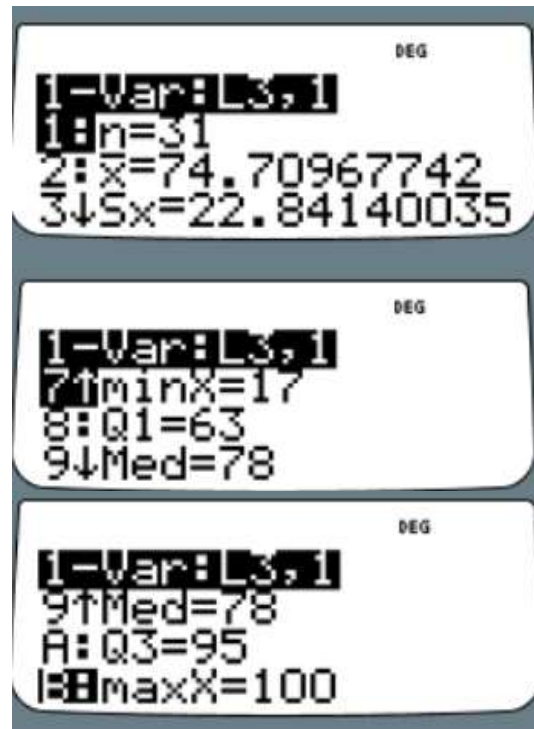 DEG
1-Var:L3,1
1:n=31
2:x̄=74.70967742
3↓Sx=22.84140035
DEG
1-Var:L3,1
7↑minX=17
8:Q1=63
9↓Med=78
DEG
1-Var:L3,1
9↑Med=78
A:Q3=95
B:maxX=100